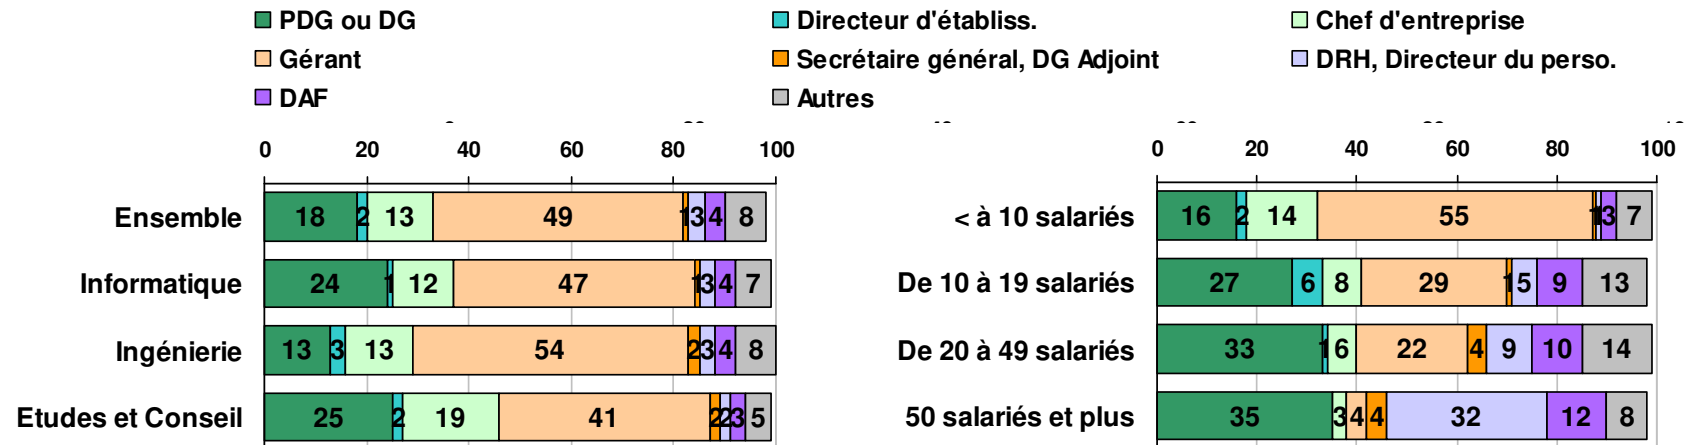 PDG ou DG Directeur d'établiss. Chef d'entreprise
Gérant Secrétaire général, DG Adjoint DRH, Directeur du perso.
DAF Autres
0 20 40 60 80 100 0 20 40 60 80 100
Ensemble 18 2 13 49 1 3 4 8 < à 10 salariés 16 2 14 55 1 1 3 7
Informatique 24 1 12 47 1 3 4 7 De 10 à 19 salariés 27 6 8 29 1 5 9 13
Ingénierie 13 3 13 54 2 3 4 8 De 20 à 49 salariés 33 1 6 22 4 9 10 14
Etudes et Conseil 25 2 19 41 2 2 3 5 50 salariés et plus 35 3 4 4 32 12 8